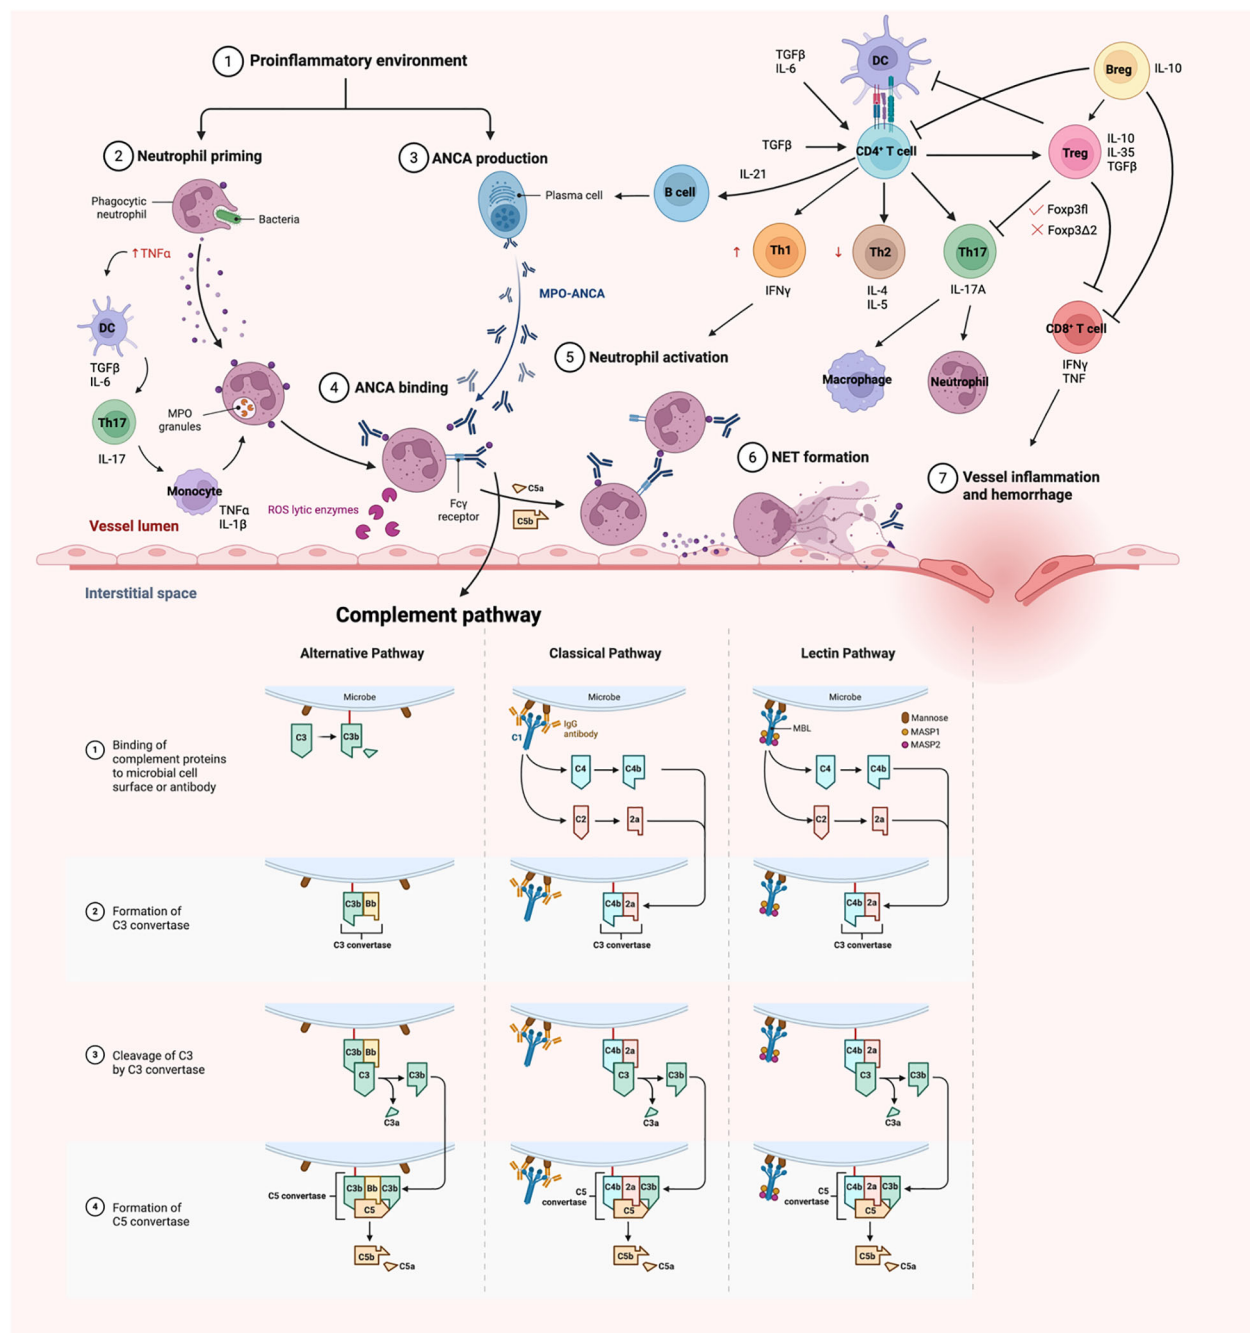 1 Proinflammatory environment
2 Neutrophil priming
3 ANCA production
Phagocytic
neutrophil
Bacteria
↑TNFα
DC
TGFβ
IL-6
Th17
IL-17
MPO
granules
Monocyte
TNFα
IL-1β
Plasma cell
B cell
IL-21
MPO-ANCA
4 ANCA binding
ROS lytic enzymes
Fcγ
receptor
C5a
C5b
TGFβ
IL-6
DC
TGFβ
CD4+ T cell
Breg
IL-10
Treg
IL-10
IL-35
TGFβ
✓ Foxp3fl
✕ Foxp3Δ2
↑ Th1
IFNγ
↓ Th2
IL-4
IL-5
Th17
IL-17A
Macrophage
Neutrophil
CD8+ T cell
IFNγ
TNF
5 Neutrophil activation
6 NET formation
7 Vessel inflammation
and hemorrhage
Vessel lumen
Interstitial space
Complement pathway
Alternative Pathway
Classical Pathway
Lectin Pathway
1 Binding of
complement proteins
to microbial cell
surface or antibody
Microbe
C3
C3b
Microbe
C1
IgG
antibody
C4
C4b
C2
2a
Microbe
MBL
Mannose
MASP1
MASP2
C4
C4b
C2
2a
2 Formation of
C3 convertase
C3b Bb
C3 convertase
C4b 2a
C3 convertase
C4b 2a
C3 convertase
3 Cleavage of C3
by C3 convertase
C3b Bb
C3
C3b
C3a
C4b 2a
C3
C3b
C3a
C4b 2a
C3
C3b
C3a
4 Formation of
C5 convertase
C5 convertase
C3b Bb C3b
C5
C5b
C5a
C5
convertase
C4b 2a C3b
C5
C5b
C5a
C5
convertase
C4b 2a C3b
C5
C5b
C5a